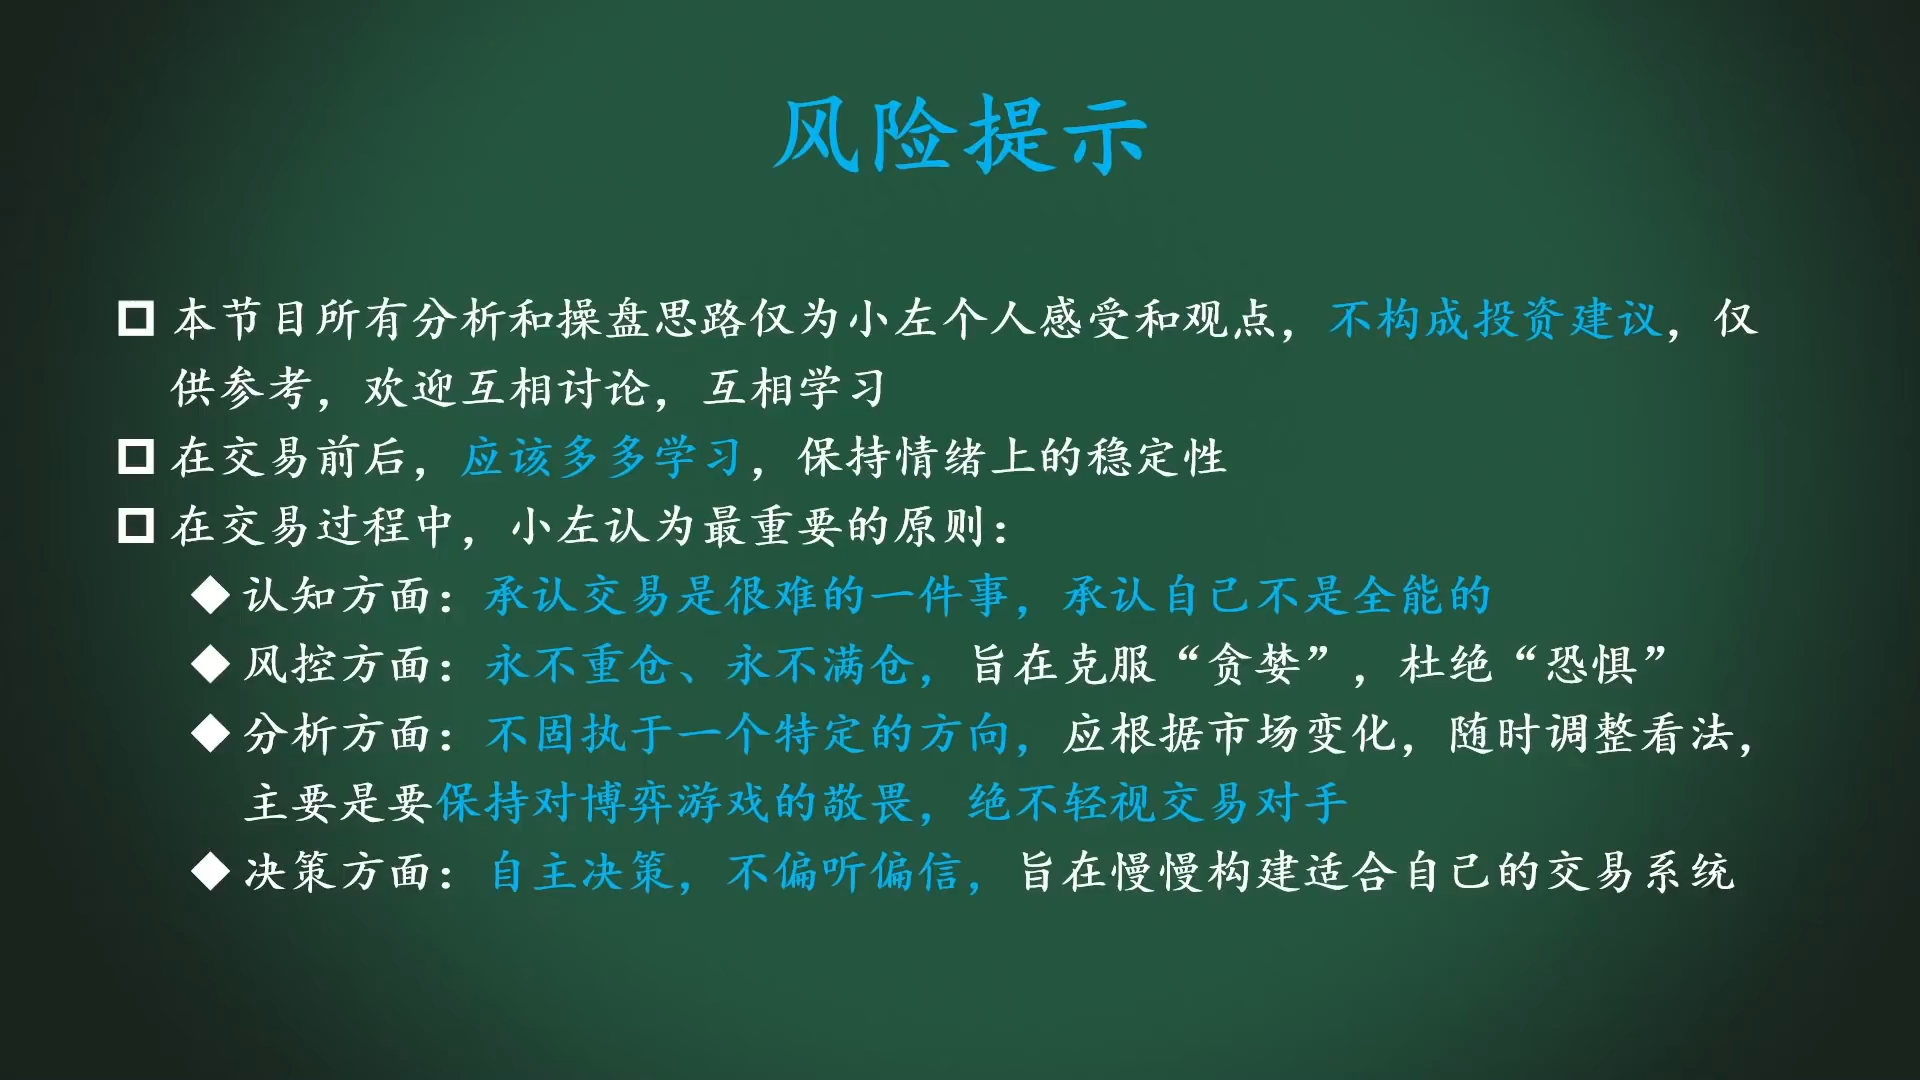 风险提示
本节目所有分析和操盘思路仅为小左个人感受和观点，不构成投资建议，仅
供参考，欢迎互相讨论，互相学习
在交易前后，应该多多学习，保持情绪上的稳定性
在交易过程中，小左认为最重要的原则：
认知方面：承认交易是很难的一件事，承认自己不是全能的
风控方面：永不重仓、永不满仓，旨在克服“贪婪”，杜绝“恐惧”
分析方面：不固执于一个特定的方向，应根据市场变化，随时调整看法，
主要是要保持对博弈游戏的敬畏，绝不轻视交易对手
决策方面：自主决策，不偏听偏信，旨在慢慢构建适合自己的交易系统